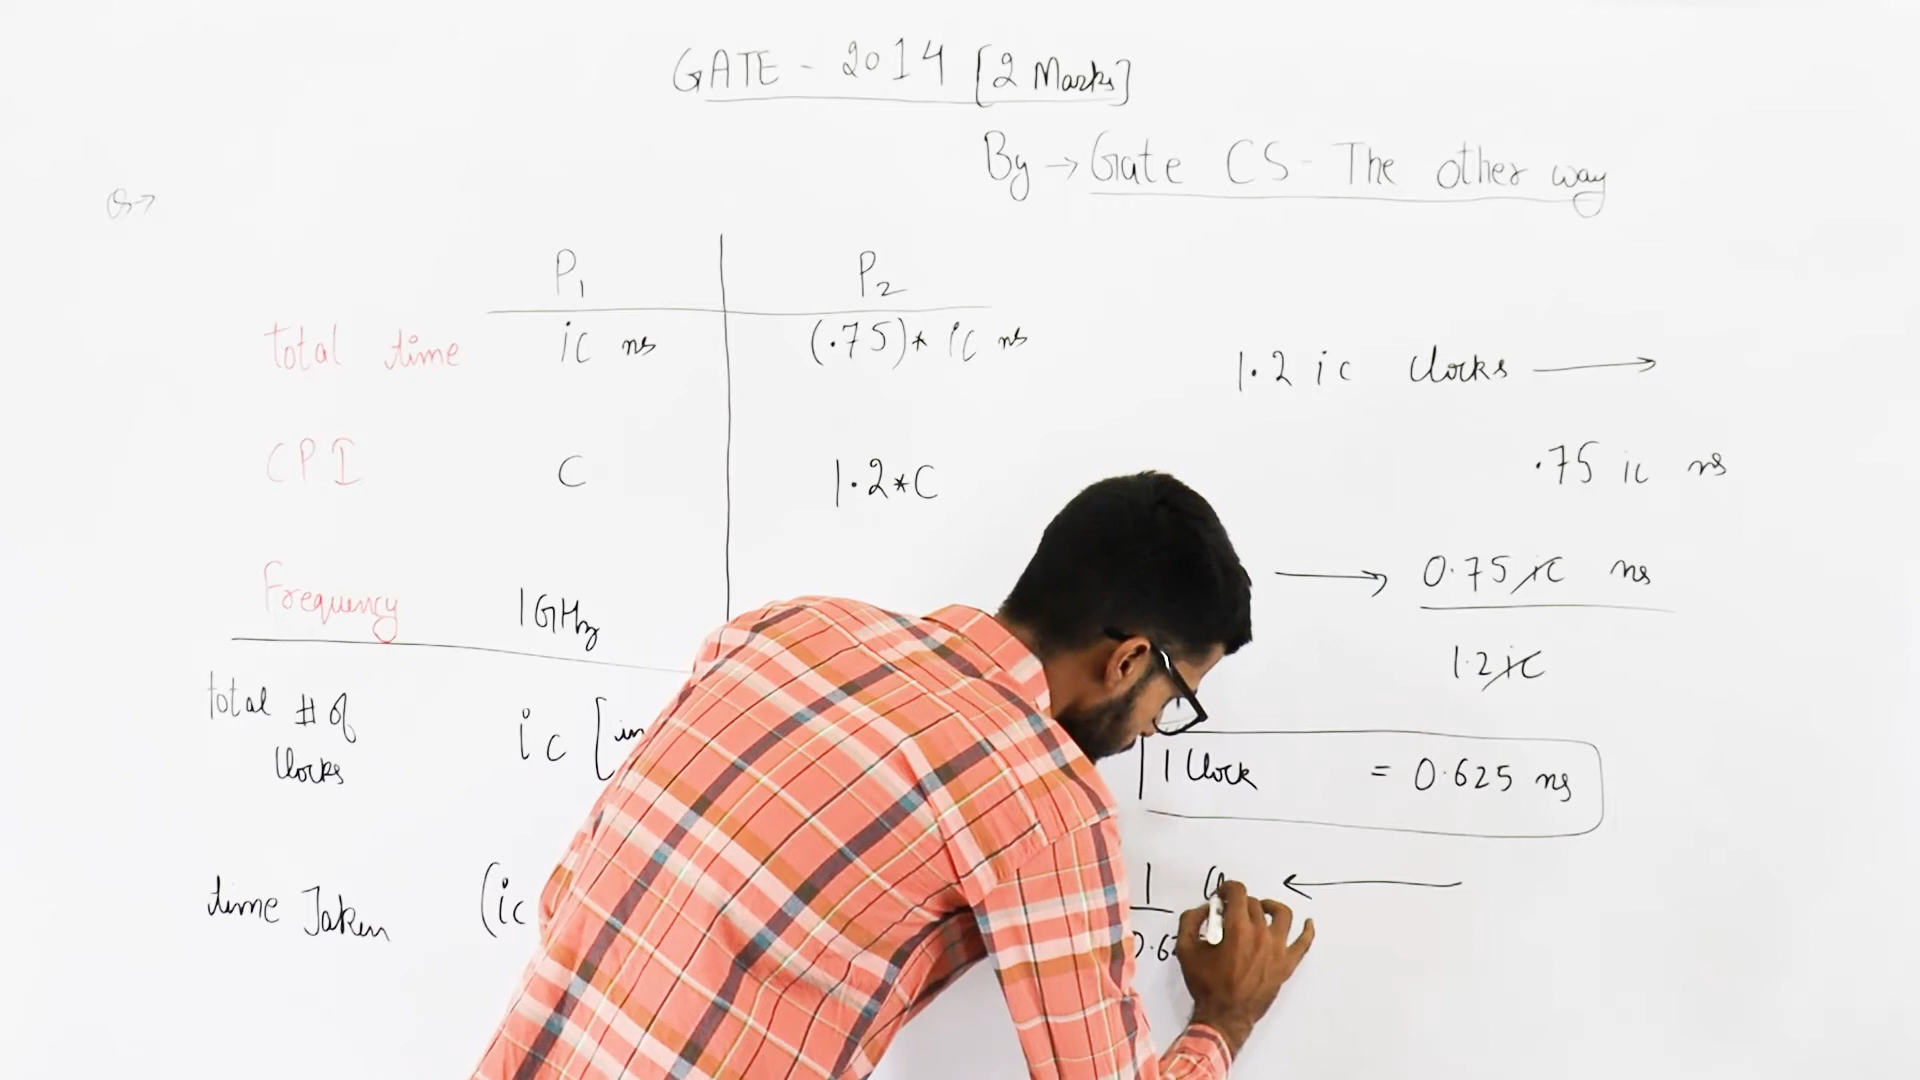 GATE - 2014 [2 Marks]
By → Gate CS - The other way
Q→
P1 P2
total time ic ns (.75)* ic ns
CPI C 1.2*C
Frequency 1GHz
total # of Clocks ic [in
time Taken (ic
1.2 ic Clocks →
.75 ic ns
→ 0.75 ic ns
1.2 ic
1 Clock = 0.625 ns
1
0.62